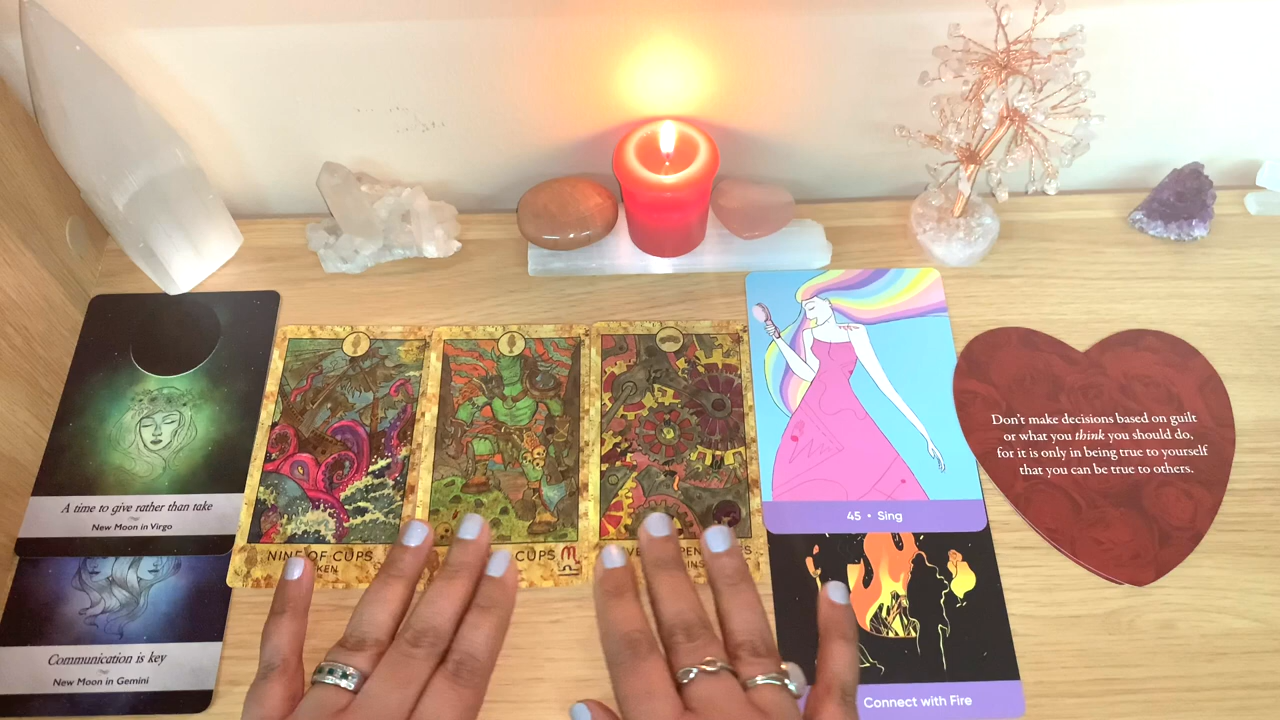 A time to give rather than take
New Moon in Virgo
Communication is key
New Moon in Gemini
NINE OF CUPS
KEN
CUPS
45 • Sing
Connect with Fire
Don't make decisions based on guilt
or what you think you should do,
for it is only in being true to yourself
that you can be true to others.